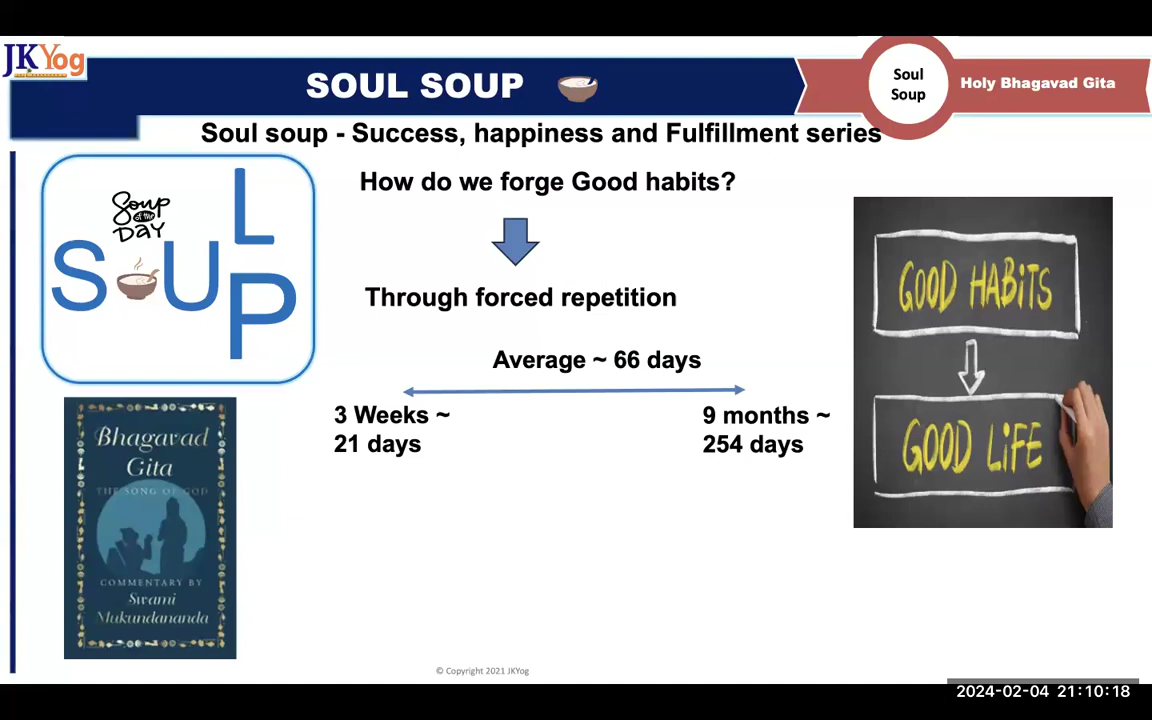 JKYog
SOUL SOUP
Soul
Soup
Holy Bhagavad Gita
Soul soup - Success, happiness and Fulfillment series
How do we forge Good habits?
Soup
of the
DAY
L
S U
P
Through forced repetition
Average ~ 66 days
3 Weeks ~
21 days
9 months ~
254 days
GOOD HABITS
GOOD LIFE
Bhagavad
Gita
THE SONG OF GOD
COMMENTARY BY
Swami
Mukundananda
© Copyright 2021 JKYog
2024-02-04 21:10:18